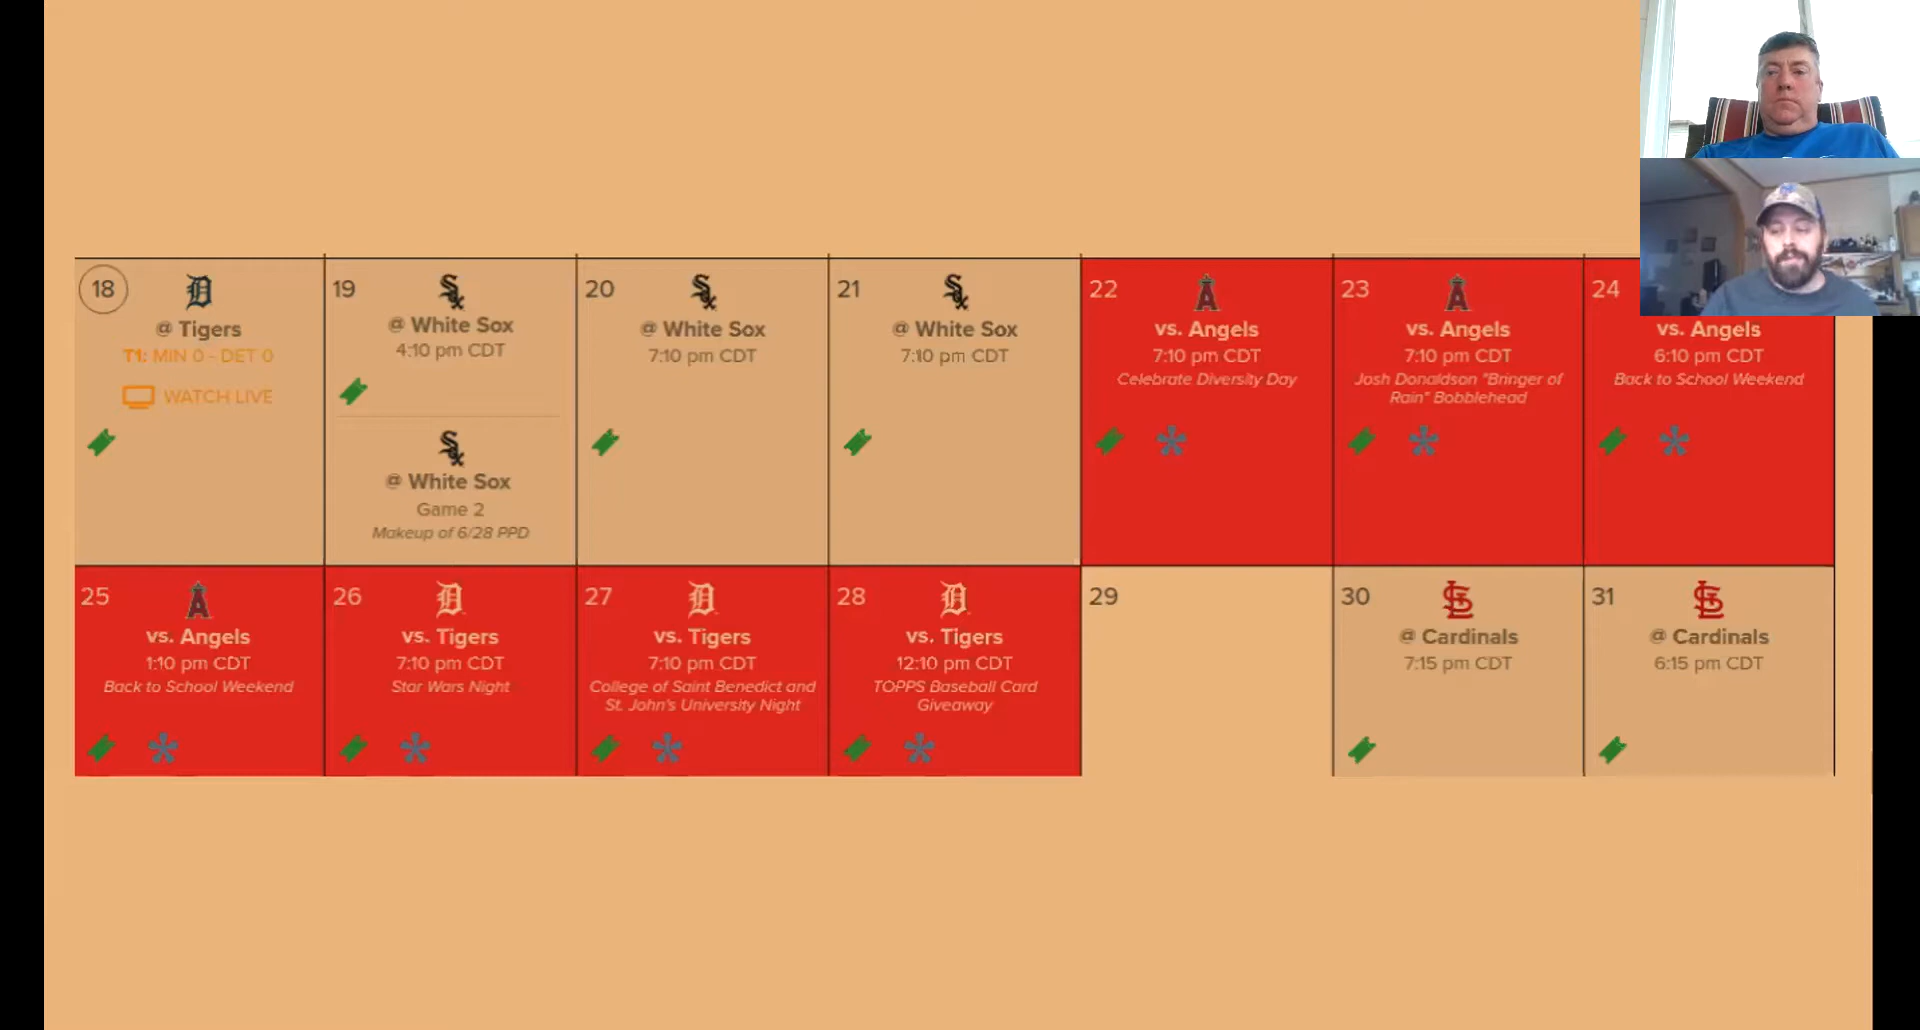 18
@ Tigers
T1: MIN 0 - DET 0
WATCH LIVE
19
@ White Sox
4:10 pm CDT
@ White Sox
Game 2
Makeup of 6/28 PPD
20
@ White Sox
7:10 pm CDT
21
@ White Sox
7:10 pm CDT
22
vs. Angels
7:10 pm CDT
Celebrate Diversity Day
23
vs. Angels
7:10 pm CDT
Josh Donaldson "Bringer of
Rain" Bobblehead
24
vs. Angels
6:10 pm CDT
Back to School Weekend
25
vs. Angels
1:10 pm CDT
Back to School Weekend
26
vs. Tigers
7:10 pm CDT
Star Wars Night
27
vs. Tigers
7:10 pm CDT
College of Saint Benedict and
St. John's University Night
28
vs. Tigers
12:10 pm CDT
TOPPS Baseball Card
Giveaway
29
30
@ Cardinals
7:15 pm CDT
31
@ Cardinals
6:15 pm CDT